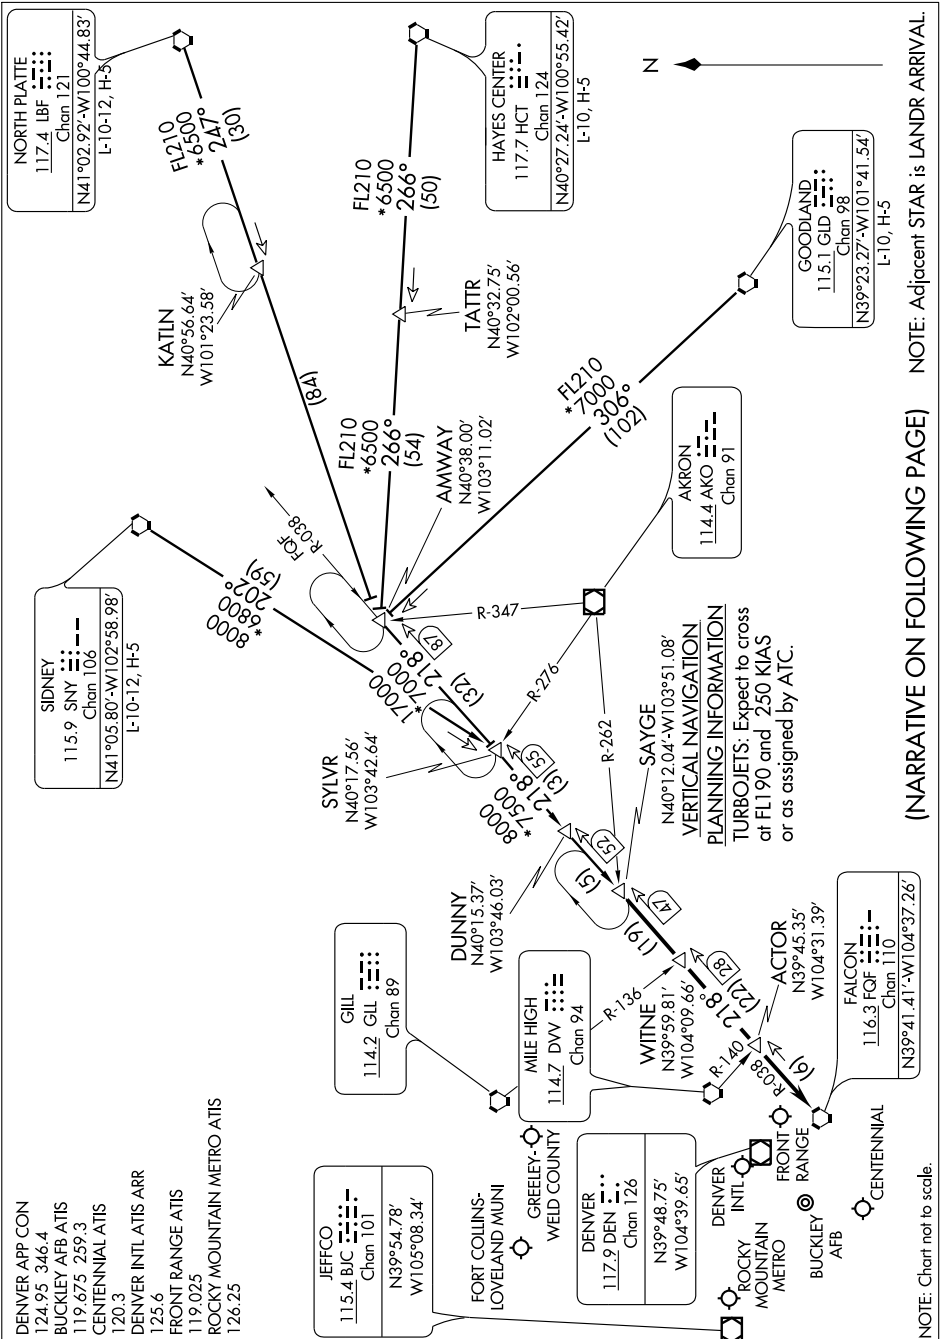 DENVER APP CON
124.95 346.4
BUCKLEY AFB ATIS
119.675 259.3
CENTENNIAL ATIS
120.3
DENVER INTL ATIS ARR
125.6
FRONT RANGE ATIS
119.025
ROCKY MOUNTAIN METRO ATIS
126.25
SIDNEY
115.9 SNY
Chan 106
N41°05.80'-W102°58.98'
L-10-12, H-5
NORTH PLATTE
117.4 LBF
Chan 121
N41°02.92'-W100°44.83'
L-10-12, H-5
FL210
*6500
247°
(30)
KATLN
N40°56.64'
W101°23.58'
(84)
8000
*6800
202°
(59)
FQF
R-038
HAYES CENTER
117.7 HCT
Chan 124
N40°27.24'-W100°55.42'
L-10, H-5
FL210
*6500
266°
(50)
TATTR
N40°32.75'
W102°00.56'
FL210
*6500
266°
(54)
AMWAY
N40°38.00'
W103°11.02'
N
GOODLAND
115.1 GLD
Chan 98
N39°23.27'-W101°41.54'
L-10, H-5
FL210
*7000
306°
(102)
AKRON
114.4 AKO
Chan 91
R-347
R-276
R-262
87
17000
*7000
218°
(32)
SYLVR
N40°17.56'
W103°42.64'
55
8000
*7500
218°
(3)
DUNNY
N40°15.37'
W103°46.03'
52
(5)
SAYGE
N40°12.04'-W103°51.08'
VERTICAL NAVIGATION
PLANNING INFORMATION
TURBOJETS: Expect to cross
at FL190 and 250 KIAS
or as assigned by ATC.
47
(19)
WITNE
N39°59.81'
W104°09.66'
R-136
28
218°
(22)
ACTOR
N39°45.35'
W104°31.39'
R-140
R-038
(6)
FALCON
116.3 FQF
Chan 110
N39°41.41'-W104°37.26'
GILL
114.2 GLL
Chan 89
MILE HIGH
114.7 DVV
Chan 94
JEFFCO
115.4 BJC
Chan 101
N39°54.78'
W105°08.34'
FORT COLLINS-
LOVELAND MUNI
GREELEY-
WELD COUNTY
DENVER
117.9 DEN
Chan 126
N39°48.75'
W104°39.65'
DENVER
INTL
FRONT
RANGE
ROCKY
MOUNTAIN
METRO
BUCKLEY
AFB
CENTENNIAL
NOTE: Chart not to scale.
(NARRATIVE ON FOLLOWING PAGE)
NOTE: Adjacent STAR is LANDR ARRIVAL.